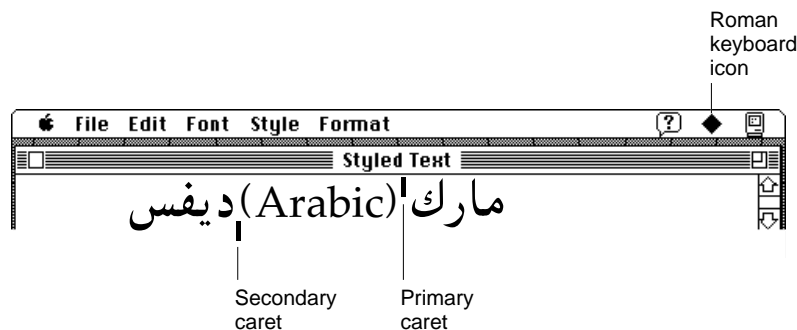 Roman
keyboard
icon
File Edit Font Style Format ?
Styled Text
مارك(Arabic)ديفس
Secondary
caret
Primary
caret